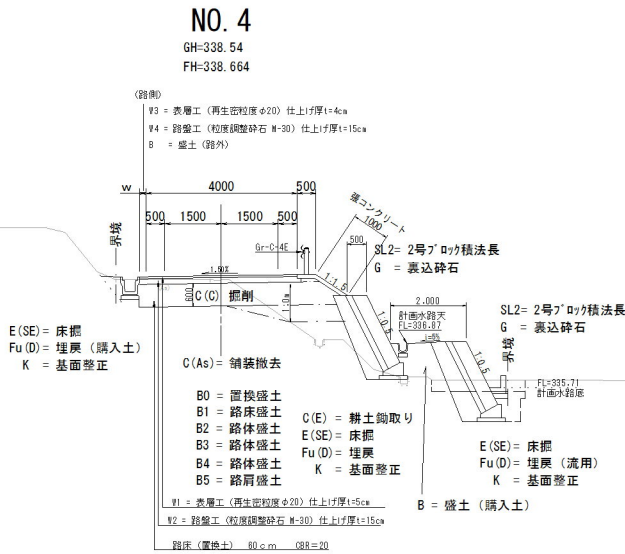 NO. 4
GH=338.54
FH=338.664
(路側)
W3 = 表層工 (再生密粒度φ20) 仕上げ厚t=4cm
W4 = 路盤工 (粒度調整砕石 M-30) 仕上げ厚t=15cm
B = 盛土 (路外)
W 4000 500
500 1500 1500 500
界境
張コンクリート
1000
500
Gr-C-4E
1.50%
1:1.5
SL2= 2号ブロック積法長
G = 裏込砕石
600
C(C) 掘削
1.0m
1:0.5
2.000
計画水路天
FL=336.87
i=5%
1:0.5
SL2= 2号ブロック積法長
G = 裏込砕石
界境
FL=335.71
計画水路底
E(SE)= 床掘
Fu(D)= 埋戻 (購入土)
K = 基面整正
C(As)= 舗装撤去
B0 = 置換盛土
B1 = 路床盛土
B2 = 路体盛土
B3 = 路体盛土
B4 = 路体盛土
B5 = 路肩盛土
C(E) = 耕土鋤取り
E(SE)= 床掘
Fu(D)= 埋戻
K = 基面整正
E(SE)= 床掘
Fu(D)= 埋戻 (流用)
K = 基面整正
B = 盛土 (購入土)
W1 = 表層工 (再生密粒度φ20) 仕上げ厚t=5cm
W2 = 路盤工 (粒度調整砕石 M-30) 仕上げ厚t=15cm
路床 (置換土) 60cm CBR=20